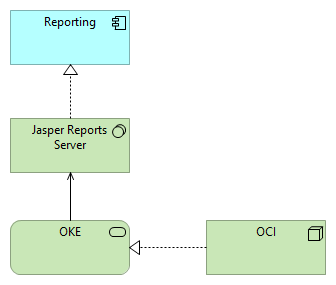 Reporting
Jasper Reports
Server
OKE
OCI